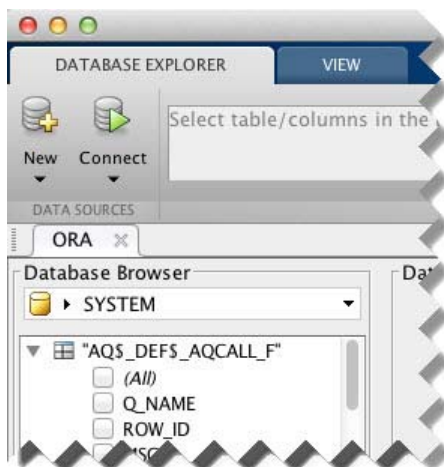 DATABASE EXPLORER VIEW
Select table/columns in the
New Connect
DATA SOURCES
ORA
Database Browser
SYSTEM
"AQ$_DEF$_AQCALL_F"
(All)
Q_NAME
ROW_ID